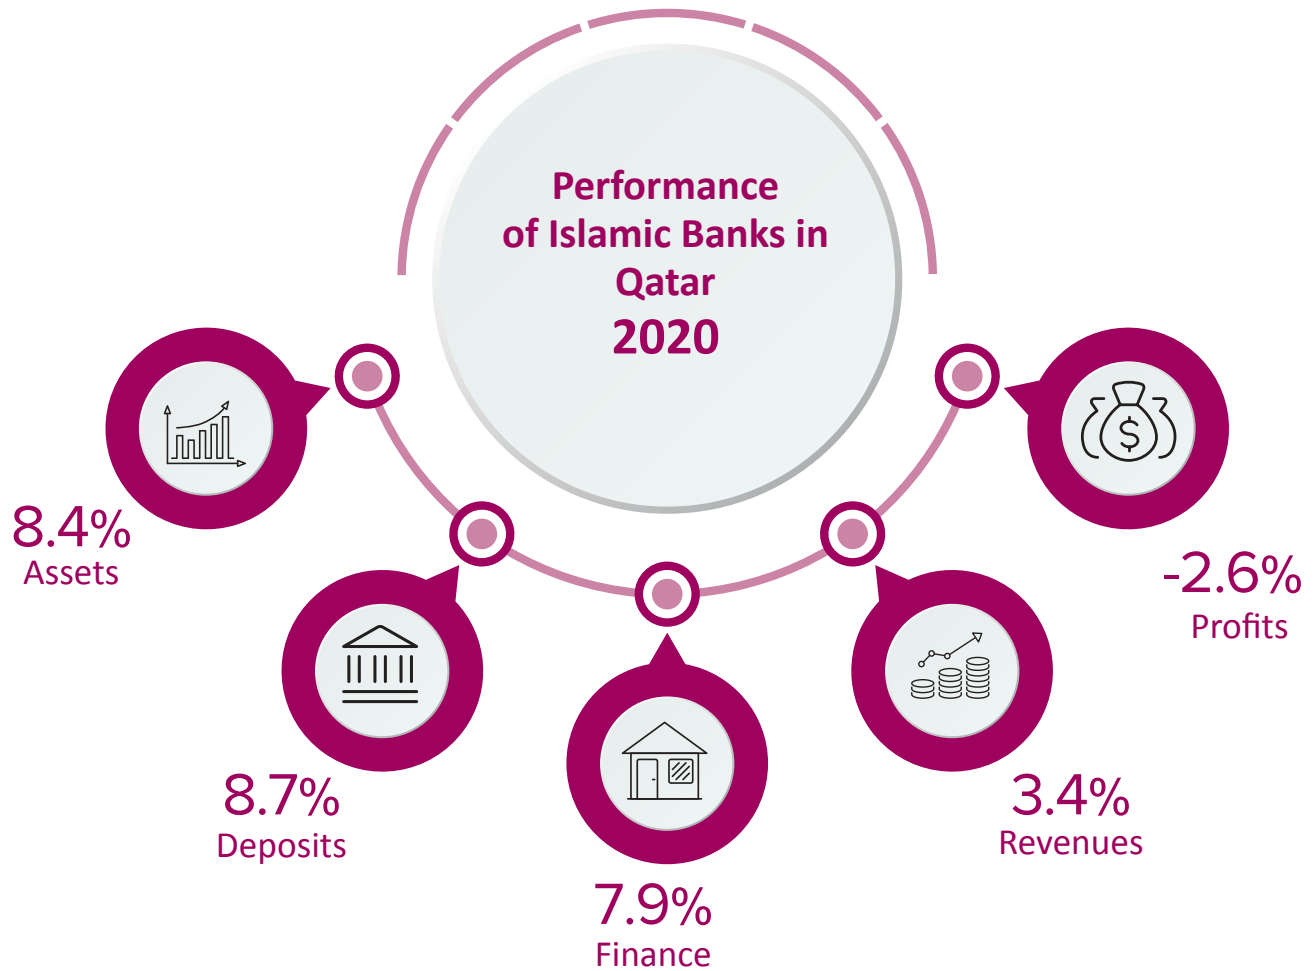 Performance
of Islamic Banks in
Qatar
2020
8.4%
Assets
8.7%
Deposits
7.9%
Finance
3.4%
Revenues
-2.6%
Profits
$